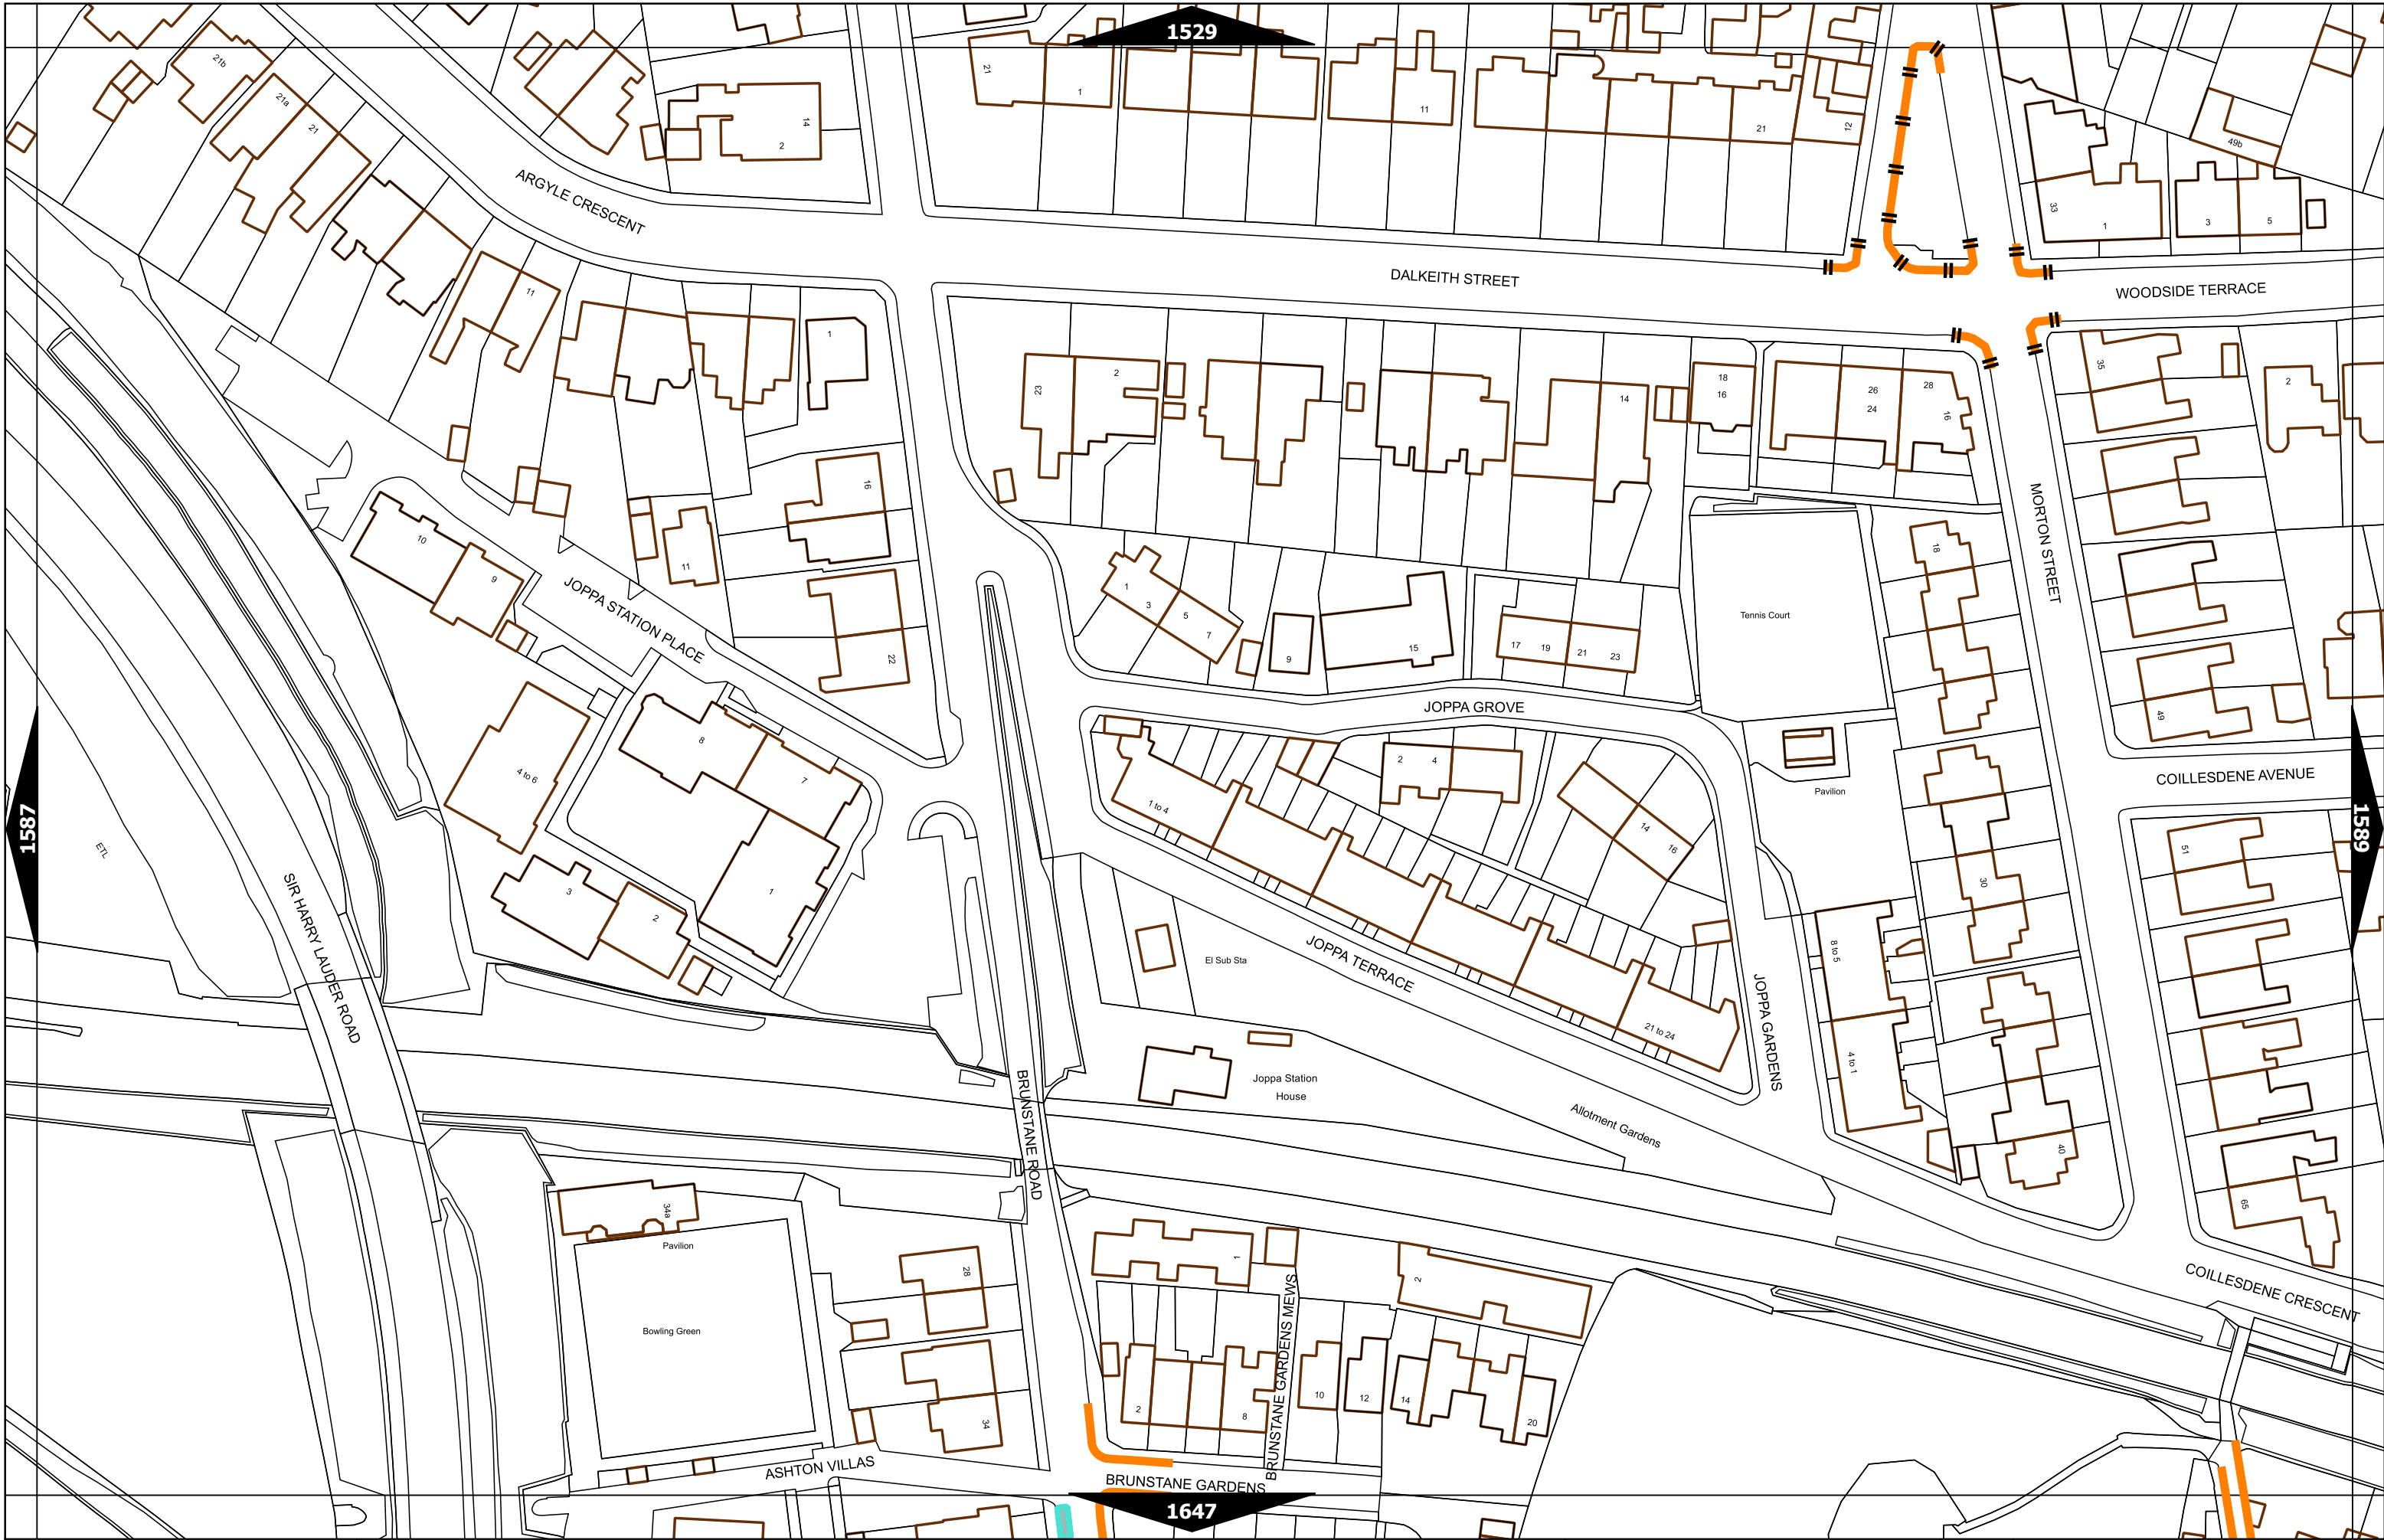 1529
21b
21a
21
14
2
21
1
11
21
12
49b
33
1
3
5
ARGYLE CRESCENT
DALKEITH STREET
WOODSIDE TERRACE
11
1
23
2
14
18
16
26
24
28
16
35
2
16
10
9
11
JOPPA STATION PLACE
22
1
3
5
7
9
15
17
19
21
23
Tennis Court
18
MORTON STREET
49
JOPPA GROVE
COILLESDENE AVENUE
8
7
4 to 6
1
3
2
1 to 4
2
4
14
16
Pavilion
30
51
1587
1589
ETL
SIR HARRY LAUDER ROAD
El Sub Sta
JOPPA TERRACE
21 to 24
JOPPA GARDENS
8 to 5
4 to 1
40
65
Joppa Station
House
Allotment Gardens
BRUNSTANE ROAD
34a
Pavilion
Bowling Green
28
34
1
2
BRUNSTANE GARDENS MEWS
2
8
10
12
14
20
COILLESDENE CRESCENT
ASHTON VILLAS
BRUNSTANE GARDENS
1647